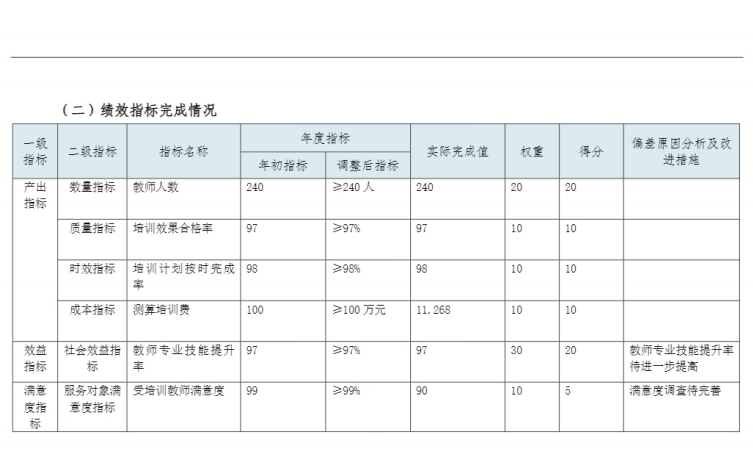 （二）绩效指标完成情况
一级指标 二级指标 指标名称 年度指标 实际完成值 权重 得分 偏差原因分析及改进措施
年初指标 调整后指标
产出指标 数量指标 教师人数 240 ≥240 人 240 20 20
质量指标 培训效果合格率 97 ≥97% 97 10 10
时效指标 培训计划按时完成率 98 ≥98% 98 10 10
成本指标 测算培训费 100 ≥100 万元 11.268 10 10
效益指标 社会效益指标 教师专业技能提升率 97 ≥97% 97 30 20 教师专业技能提升率待进一步提高
满意度指标 服务对象满意度指标 受培训教师满意度 99 ≥99% 90 10 5 满意度调查待完善